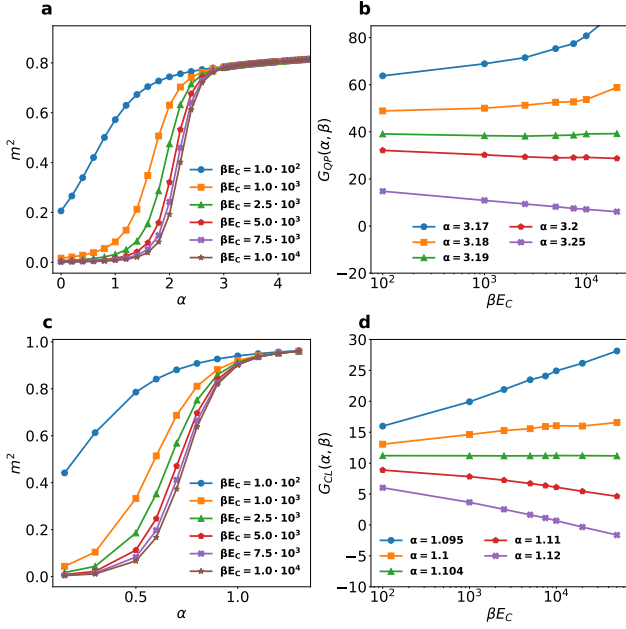 a
m²
0.8
0.6
0.4
0.2
0.0
0 1 2 3 4
α
βE_C = 1.0 · 10²
βE_C = 1.0 · 10³
βE_C = 2.5 · 10³
βE_C = 5.0 · 10³
βE_C = 7.5 · 10³
βE_C = 1.0 · 10⁴
b
G_QP(α, β)
80
60
40
20
0
−20
10² 10³ 10⁴
βE_C
α = 3.17
α = 3.18
α = 3.19
α = 3.2
α = 3.25
c
m²
1.0
0.8
0.6
0.4
0.2
0.0
0.5 1.0
α
βE_C = 1.0 · 10²
βE_C = 1.0 · 10³
βE_C = 2.5 · 10³
βE_C = 5.0 · 10³
βE_C = 7.5 · 10³
βE_C = 1.0 · 10⁴
d
G_CL(α, β)
30
25
20
15
10
5
0
−5
−10
10² 10³ 10⁴
βE_C
α = 1.095
α = 1.1
α = 1.104
α = 1.11
α = 1.12